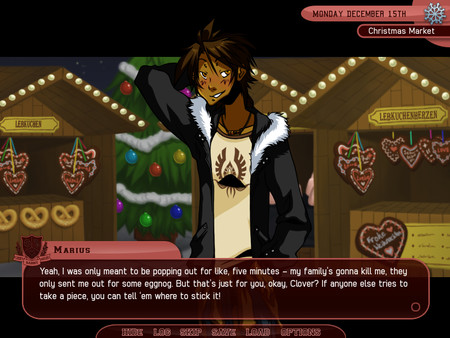 MONDAY DECEMBER 15TH
Christmas Market
LEBKUCHEN
LEBKUCHENHERZEN
Frohe
MARIUS
Yeah, I was only meant to be popping out for like, five minutes – my family's gonna kill me, they
only sent me out for some eggnog. But that's just for you, okay, Clover? If anyone else tries to
take a piece, you can tell 'em where to stick it!
HIDE LOG SKIP SAVE LOAD OPTIONS